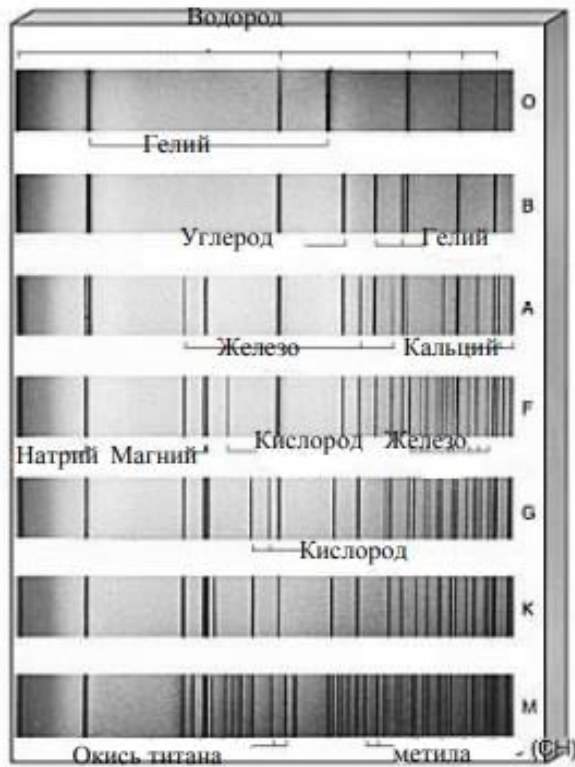 Водород
O
Гелий
B
Углерод Гелий
A
Железо Кальций
F
Натрий Магний Кислород Железо
G
Кислород
K
M
Окись титана метила (CH)